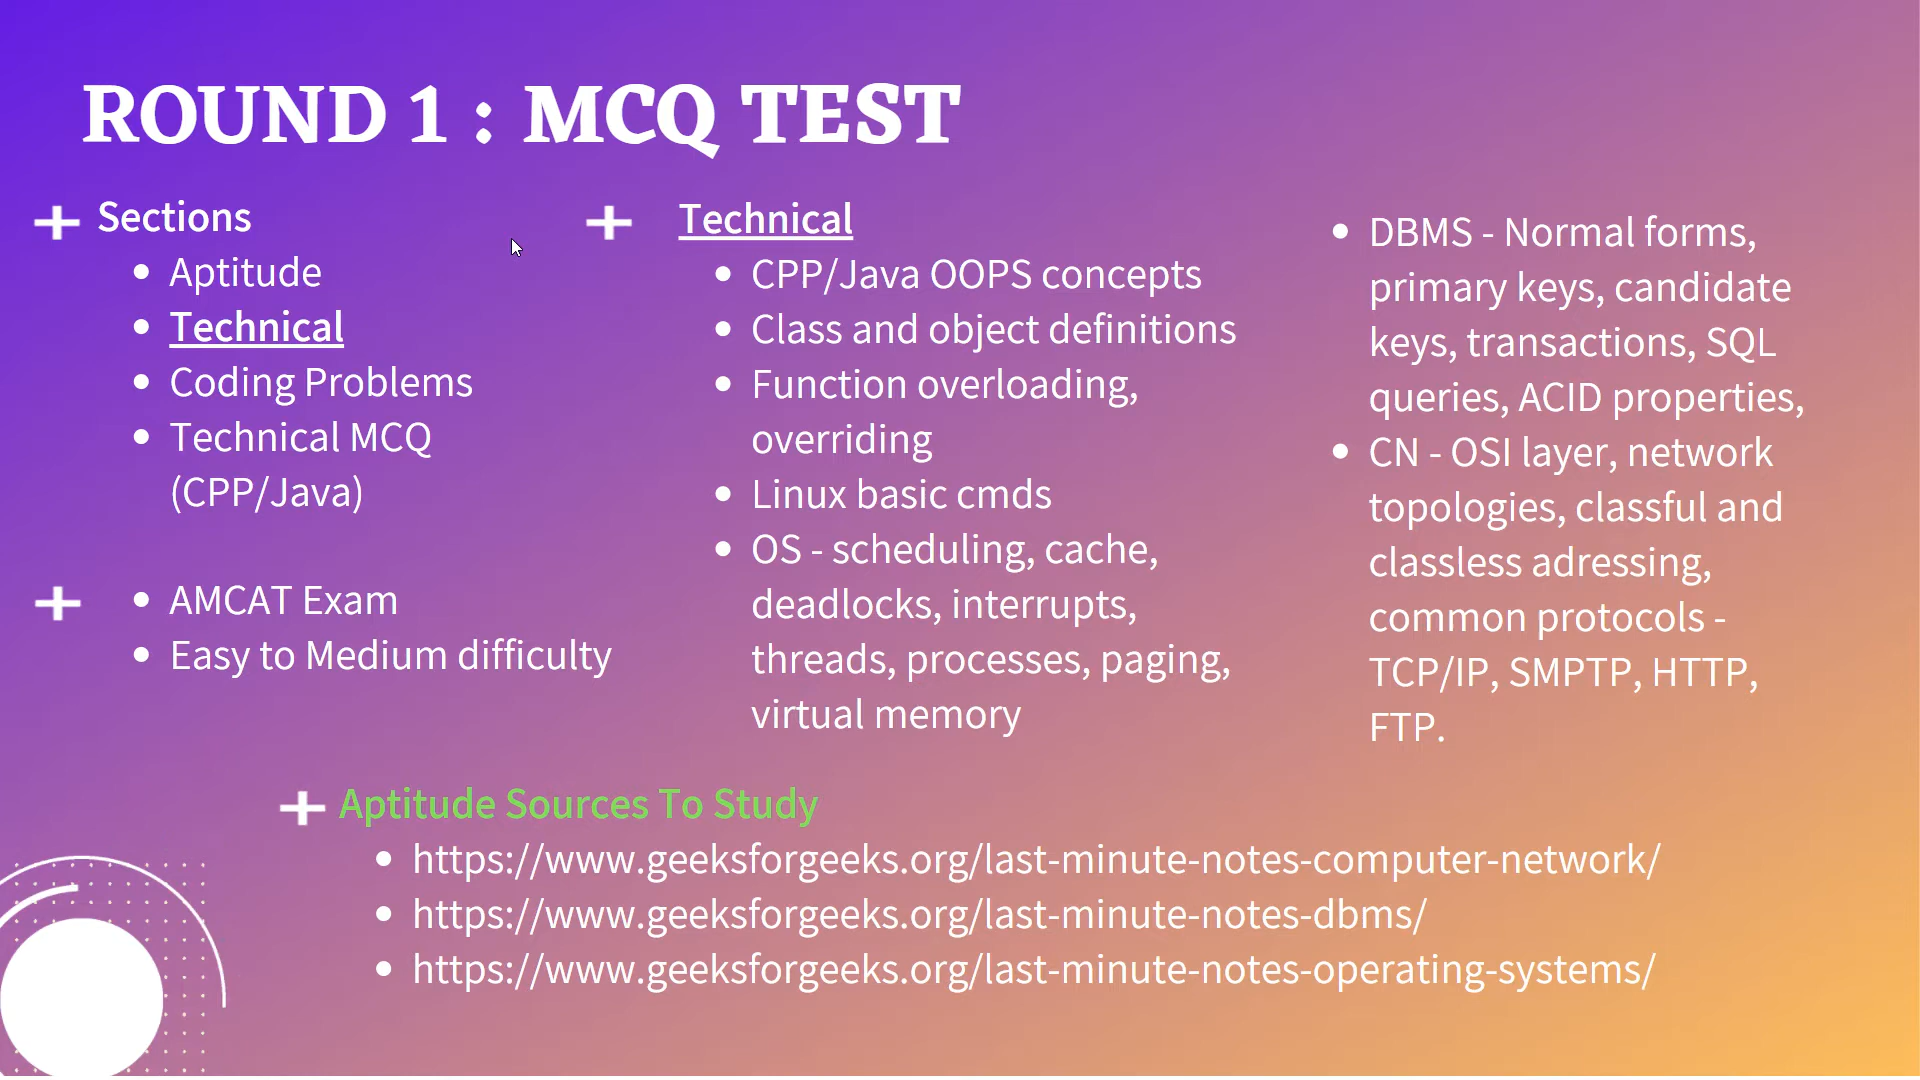 ROUND 1 : MCQ TEST
Sections
Aptitude
Technical
Coding Problems
Technical MCQ
(CPP/Java)
AMCAT Exam
Easy to Medium difficulty
Technical
CPP/Java OOPS concepts
Class and object definitions
Function overloading,
overriding
Linux basic cmds
OS - scheduling, cache,
deadlocks, interrupts,
threads, processes, paging,
virtual memory
DBMS - Normal forms,
primary keys, candidate
keys, transactions, SQL
queries, ACID properties,
CN - OSI layer, network
topologies, classful and
classless adressing,
common protocols -
TCP/IP, SMPTP, HTTP,
FTP.
Aptitude Sources To Study
https://www.geeksforgeeks.org/last-minute-notes-computer-network/
https://www.geeksforgeeks.org/last-minute-notes-dbms/
https://www.geeksforgeeks.org/last-minute-notes-operating-systems/